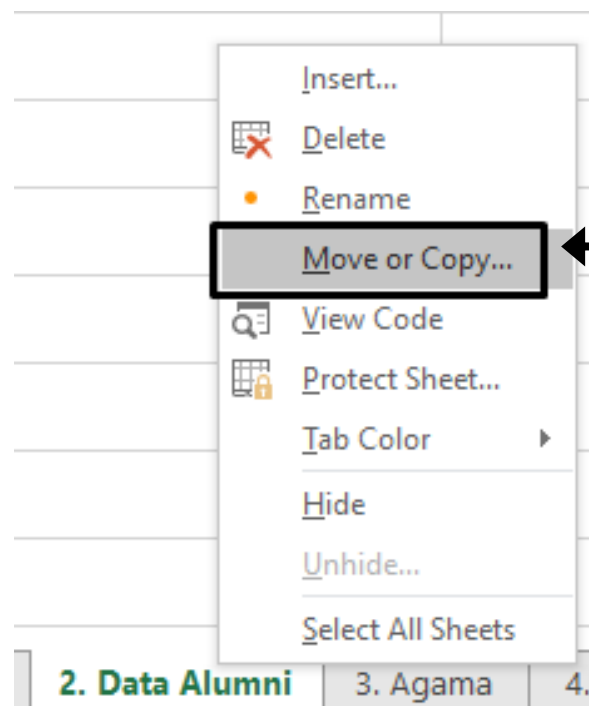 Insert...
Delete
Rename
Move or Copy...
View Code
Protect Sheet...
Tab Color
Hide
Unhide...
Select All Sheets
2. Data Alumni 3. Agama 4.